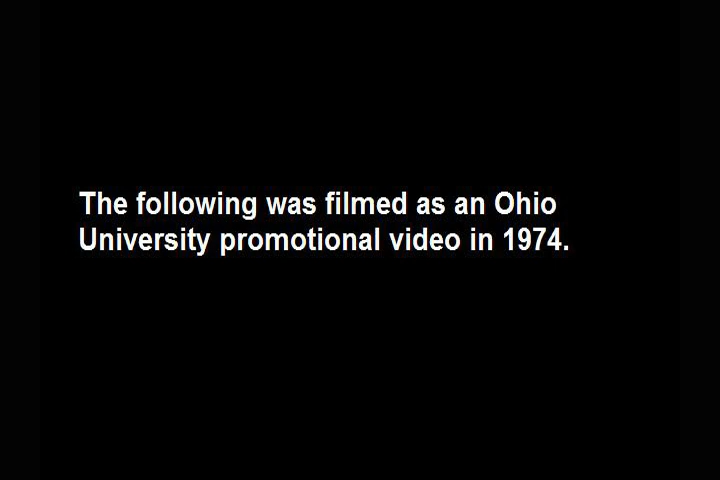 The following was filmed as an Ohio
University promotional video in 1974.